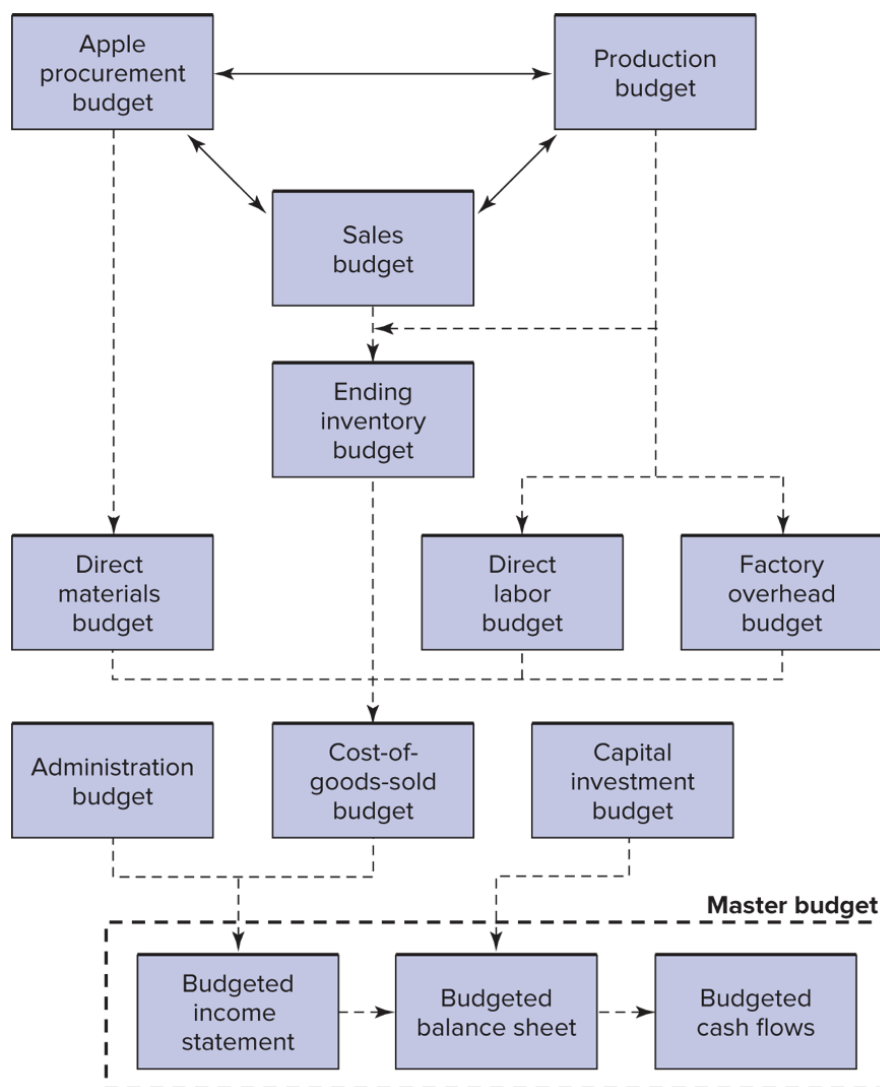 Apple
procurement
budget
Production
budget
Sales
budget
Ending
inventory
budget
Direct
materials
budget
Direct
labor
budget
Factory
overhead
budget
Administration
budget
Cost-of-
goods-sold
budget
Capital
investment
budget
Master budget
Budgeted
income
statement
Budgeted
balance sheet
Budgeted
cash flows